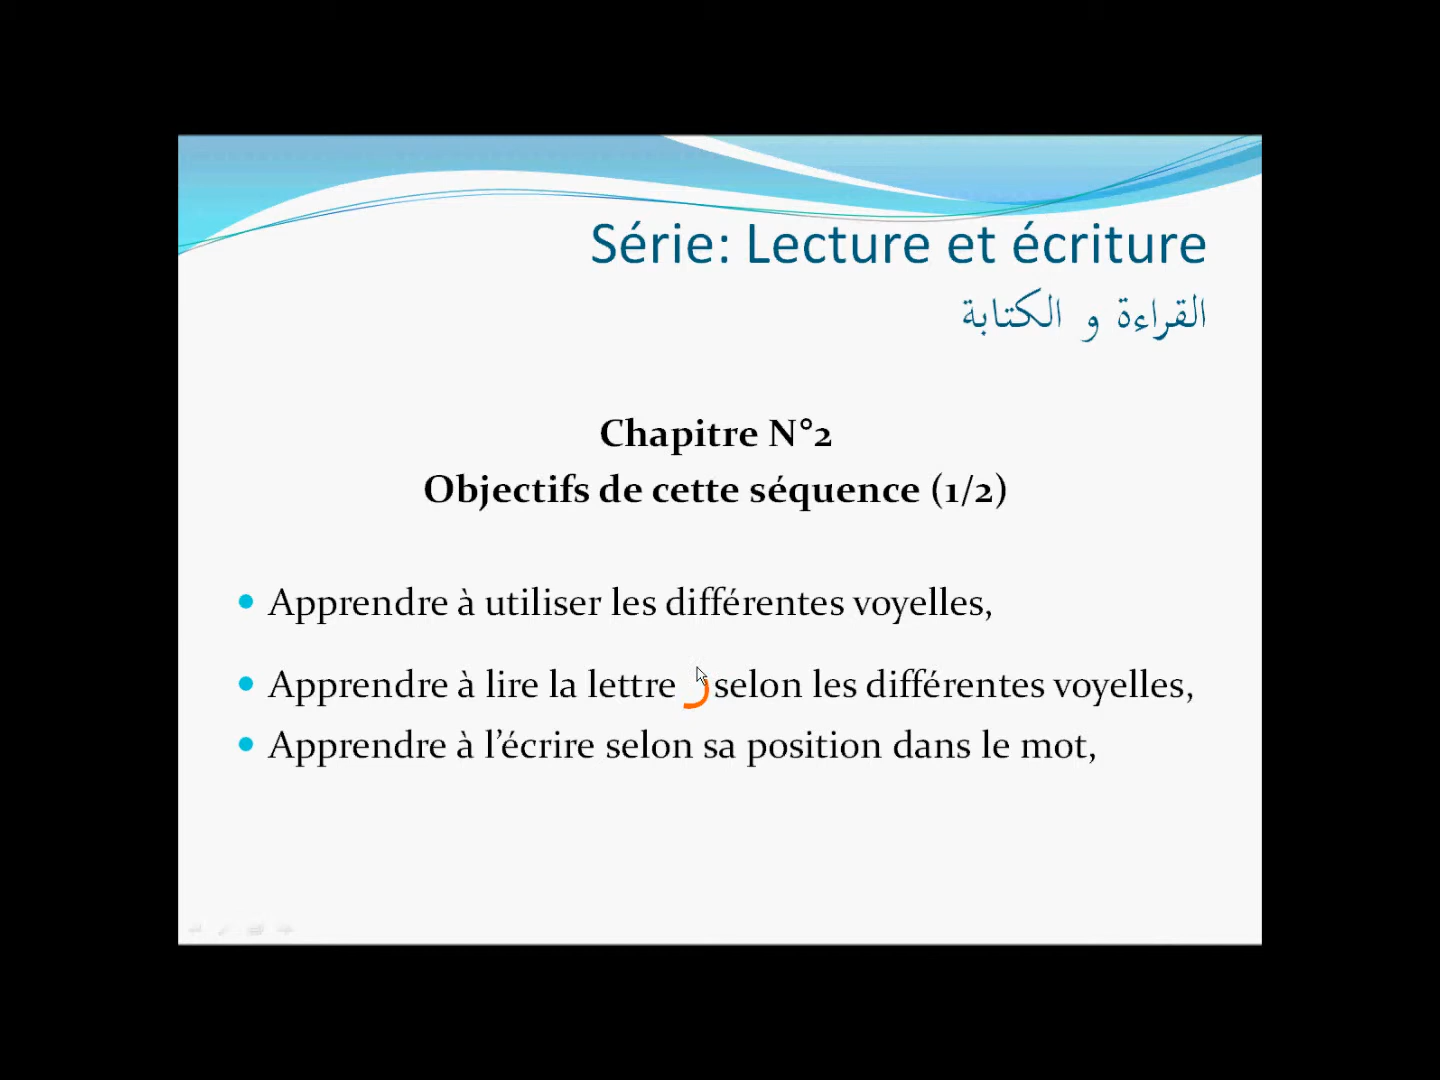 Série: Lecture et écriture
القراءة و الكتابة
Chapitre N°2
Objectifs de cette séquence (1/2)
• Apprendre à utiliser les différentes voyelles,
• Apprendre à lire la lettre ر selon les différentes voyelles,
• Apprendre à l’écrire selon sa position dans le mot,